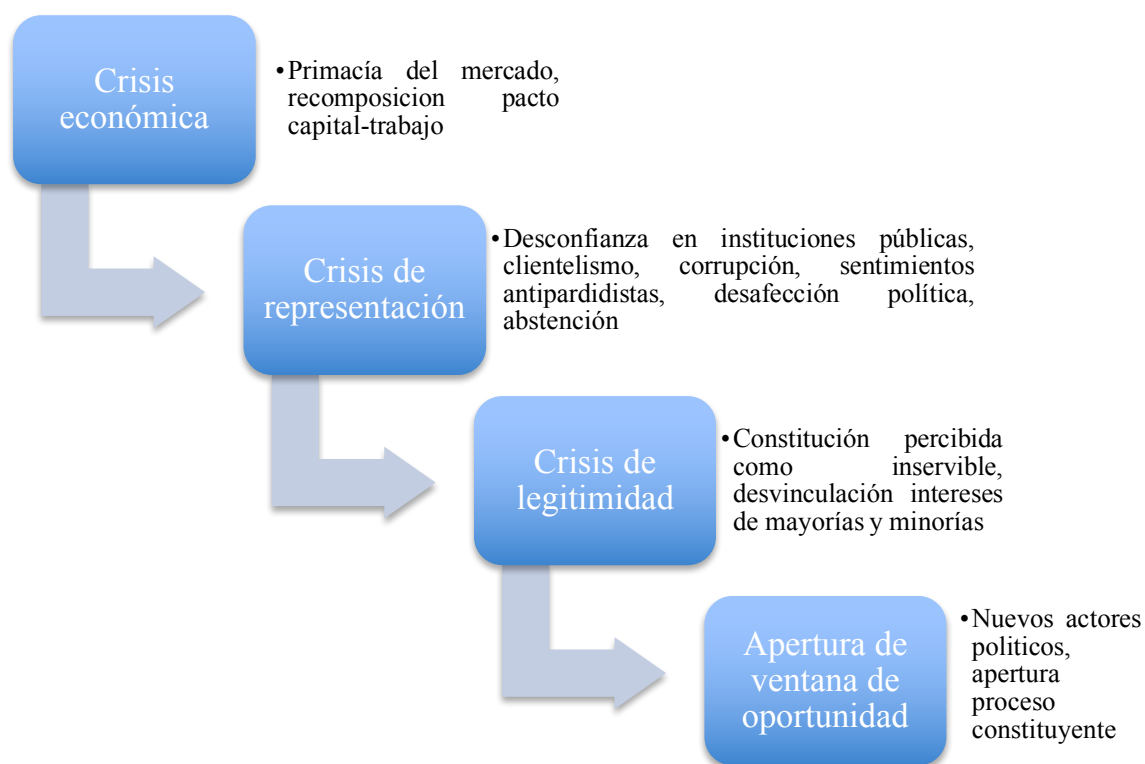 Crisis
económica
•Primacía del mercado,
recomposicion pacto
capital-trabajo
Crisis de
representación
•Desconfianza en instituciones públicas,
clientelismo, corrupción, sentimientos
antipardidistas, desafección política,
abstención
Crisis de
legitimidad
•Constitución percibida
como inservible,
desvinculación intereses
de mayorías y minorías
Apertura de
ventana de
oportunidad
•Nuevos actores
politicos,
apertura
proceso
constituyente